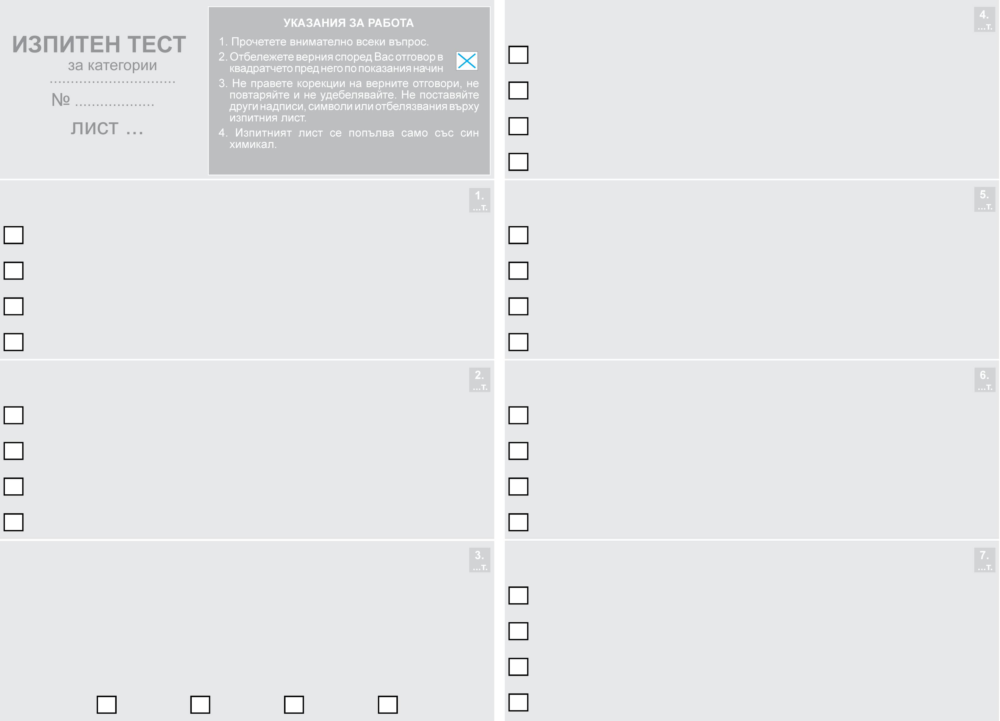 ИЗПИТЕН ТЕСТ
за категории
..............................
№ ...................
лист ...
УКАЗАНИЯ ЗА РАБОТА
1. Прочетете внимателно всеки въпрос.
2. Отбележете верния според Вас отговор в
квадратчето пред него по показания начин
3. Не правете корекции на верните отговори, не
повтаряйте и не удебелявайте. Не поставяйте
други надписи, символи или отбелязвания върху
изпитния лист.
4. Изпитният лист се попълва само със син
химикал.
1.
...т.
2.
...т.
3.
...т.
4.
...т.
5.
...т.
6.
...т.
7.
...т.